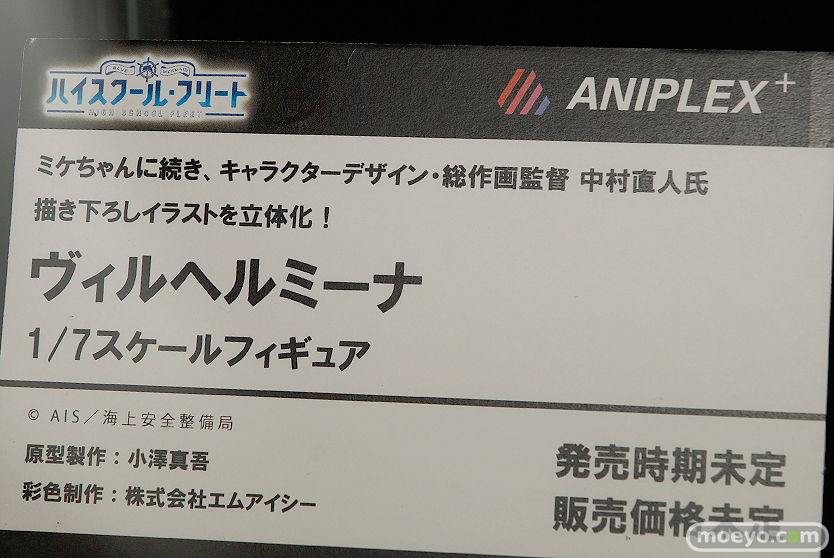 BLUE MERMAID
ハイスクール・フリート
HIGH SCHOOL FLEET
ANIPLEX+
ミケちゃんに続き、キャラクターデザイン・総作画監督 中村直人氏
描き下ろしイラストを立体化！
ヴィルヘルミーナ
1/7スケールフィギュア
© AIS／海上安全整備局
原型製作：小澤真吾
彩色制作：株式会社エムアイシー
発売時期未定
販売価格未定
moeyo.com